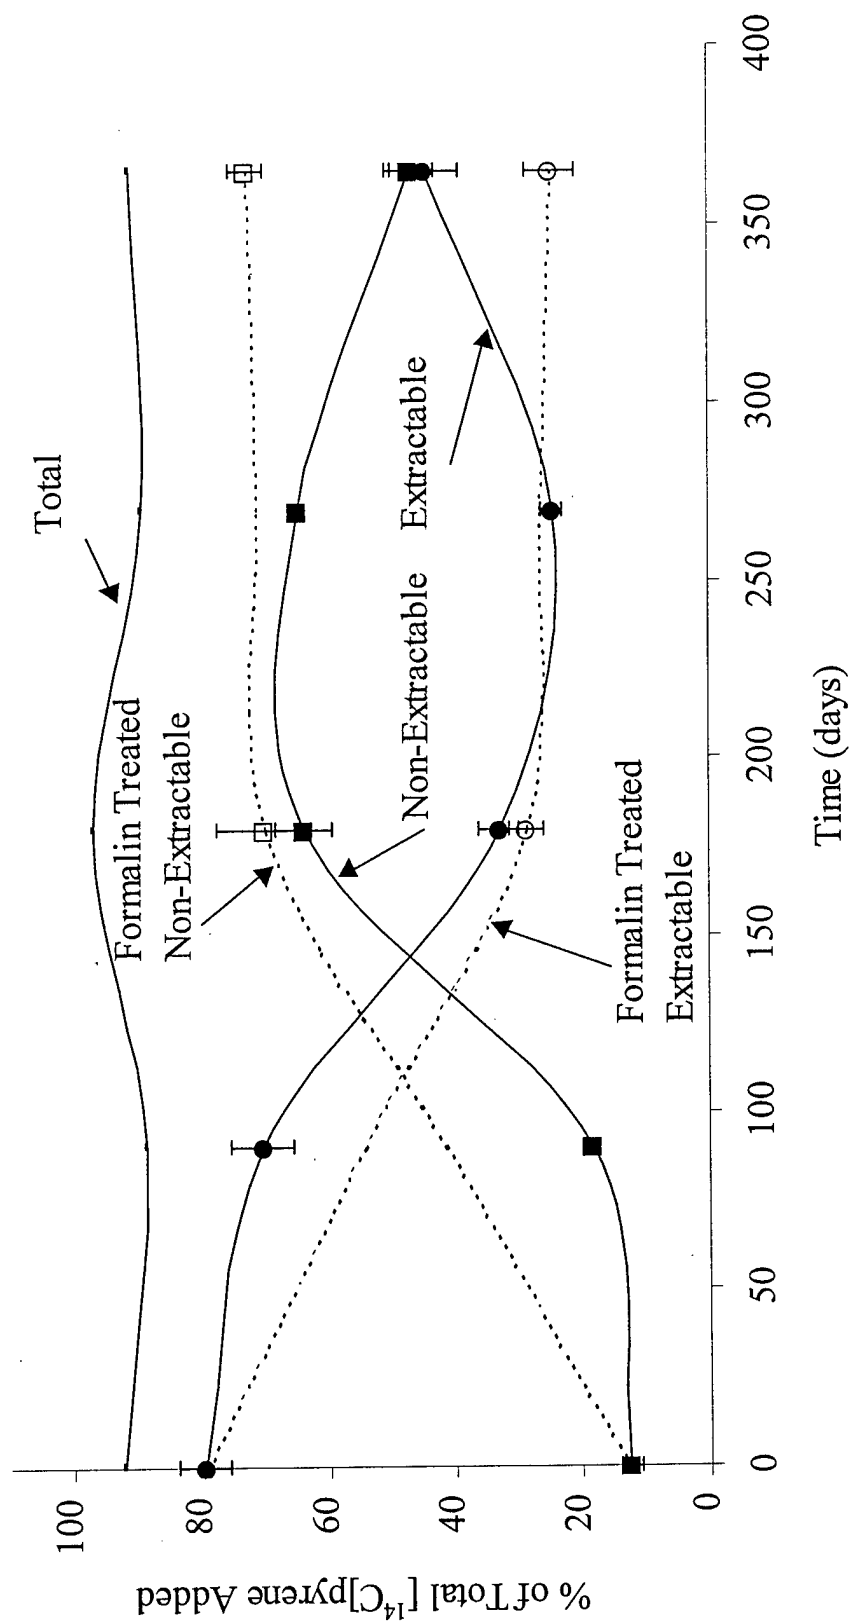 % of Total [¹⁴C]pyrene Added
100
80
60
40
20
0
Total
Formalin Treated
Non-Extractable
Non-Extractable
Extractable
Formalin Treated
Extractable
0
50
100
150
200
250
300
350
400
Time (days)